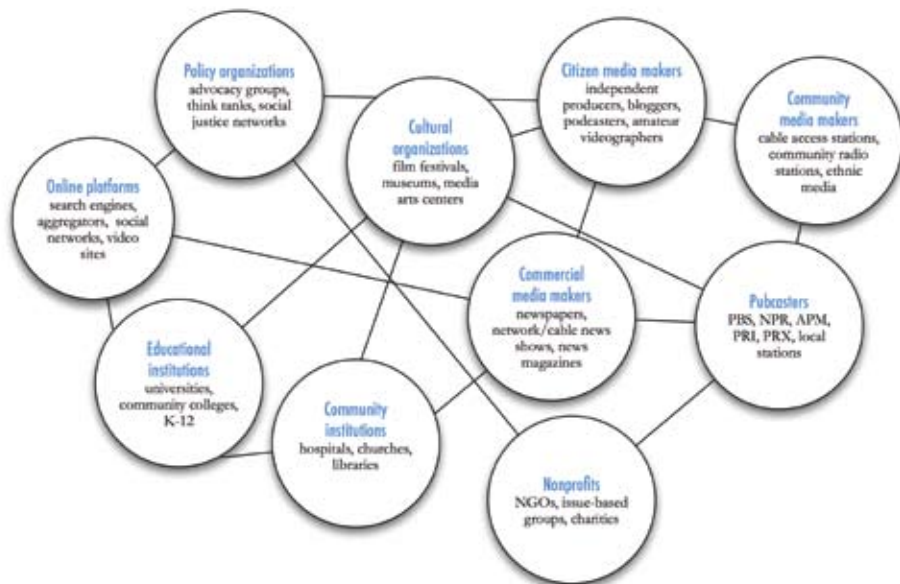 Policy organizations
advocacy groups,
think tanks, social
justice networks
Cultural
organizations
film festivals,
museums, media
arts centers
Citizen media makers
independent
producers, bloggers,
podcasters, amateur
videographers
Community
media makers
cable access stations,
community radio
stations, ethnic
media
Online platforms
search engines,
aggregators, social
networks, video
sites
Commercial
media makers
newspapers,
network/cable news
shows, news
magazines
Pubcasters
PBS, NPR, APM,
PRI, PRX, local
stations
Educational
institutions
universities,
community colleges,
K-12
Community
institutions
hospitals, churches,
libraries
Nonprofits
NGOs, issue-based
groups, charities